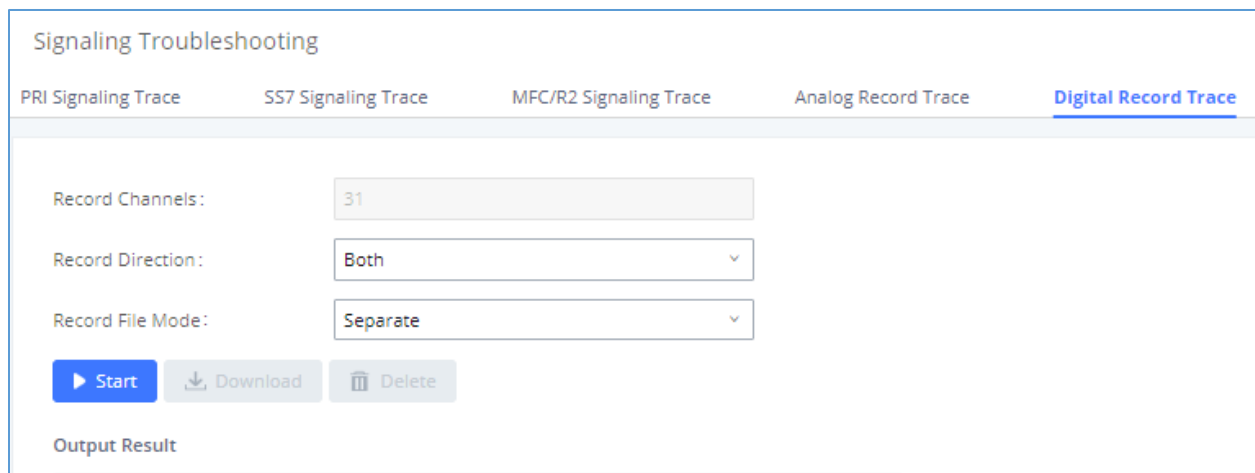 Signaling Troubleshooting
PRI Signaling Trace SS7 Signaling Trace MFC/R2 Signaling Trace Analog Record Trace Digital Record Trace
Record Channels: 31
Record Direction: Both
Record File Mode: Separate
Start Download Delete
Output Result